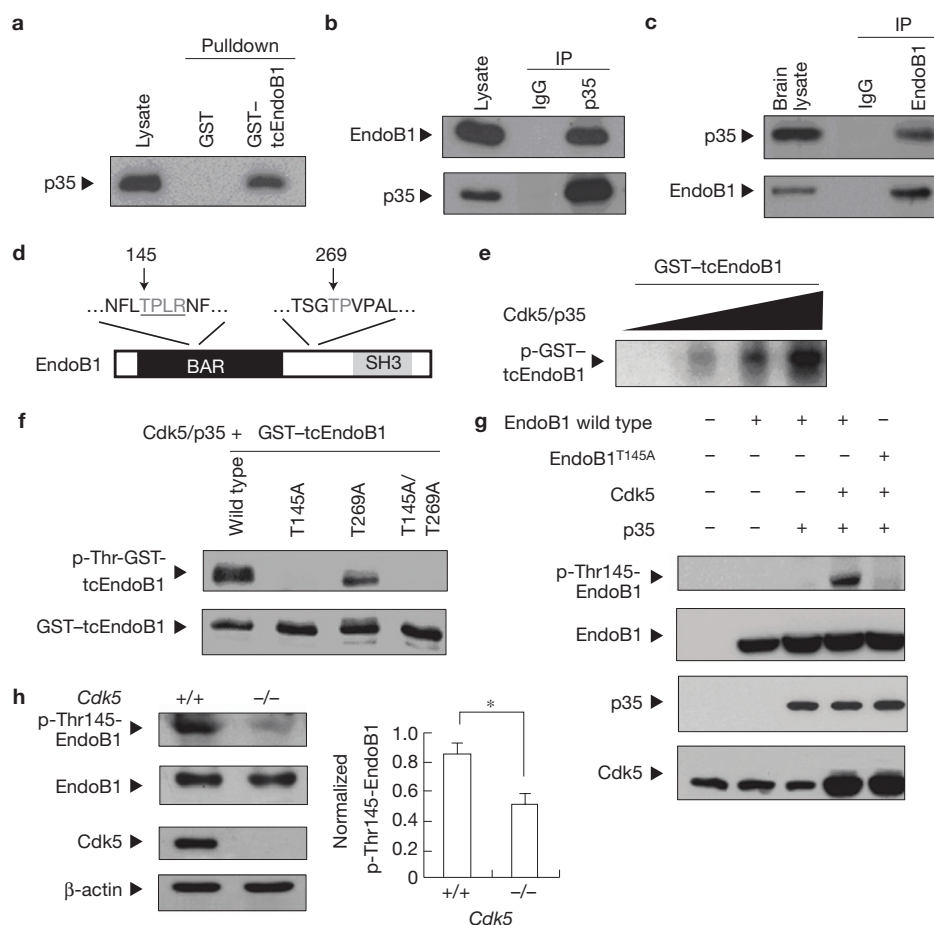 a
Pulldown
Lysate
GST
GST–
tcEndoB1
p35
b
IP
Lysate
IgG
p35
EndoB1
p35
c
IP
Brain
lysate
IgG
EndoB1
p35
EndoB1
d
145
269
...NFLTPLRNF...
...TSGTPVPAL...
EndoB1
BAR
SH3
e
GST–tcEndoB1
Cdk5/p35
p-GST–
tcEndoB1
f
Cdk5/p35 + GST–tcEndoB1
Wild type
T145A
T269A
T145A/
T269A
p-Thr-GST-
tcEndoB1
GST–tcEndoB1
g
EndoB1 wild type – + + + –
EndoB1T145A – – – – +
Cdk5 – – – + +
p35 – – + + +
p-Thr145-
EndoB1
EndoB1
p35
Cdk5
h
Cdk5 +/+ –/–
p-Thr145-
EndoB1
EndoB1
Cdk5
β-actin
*
Normalized
p-Thr145-EndoB1
1.0
0.8
0.6
0.4
0.2
0
+/+ –/–
Cdk5